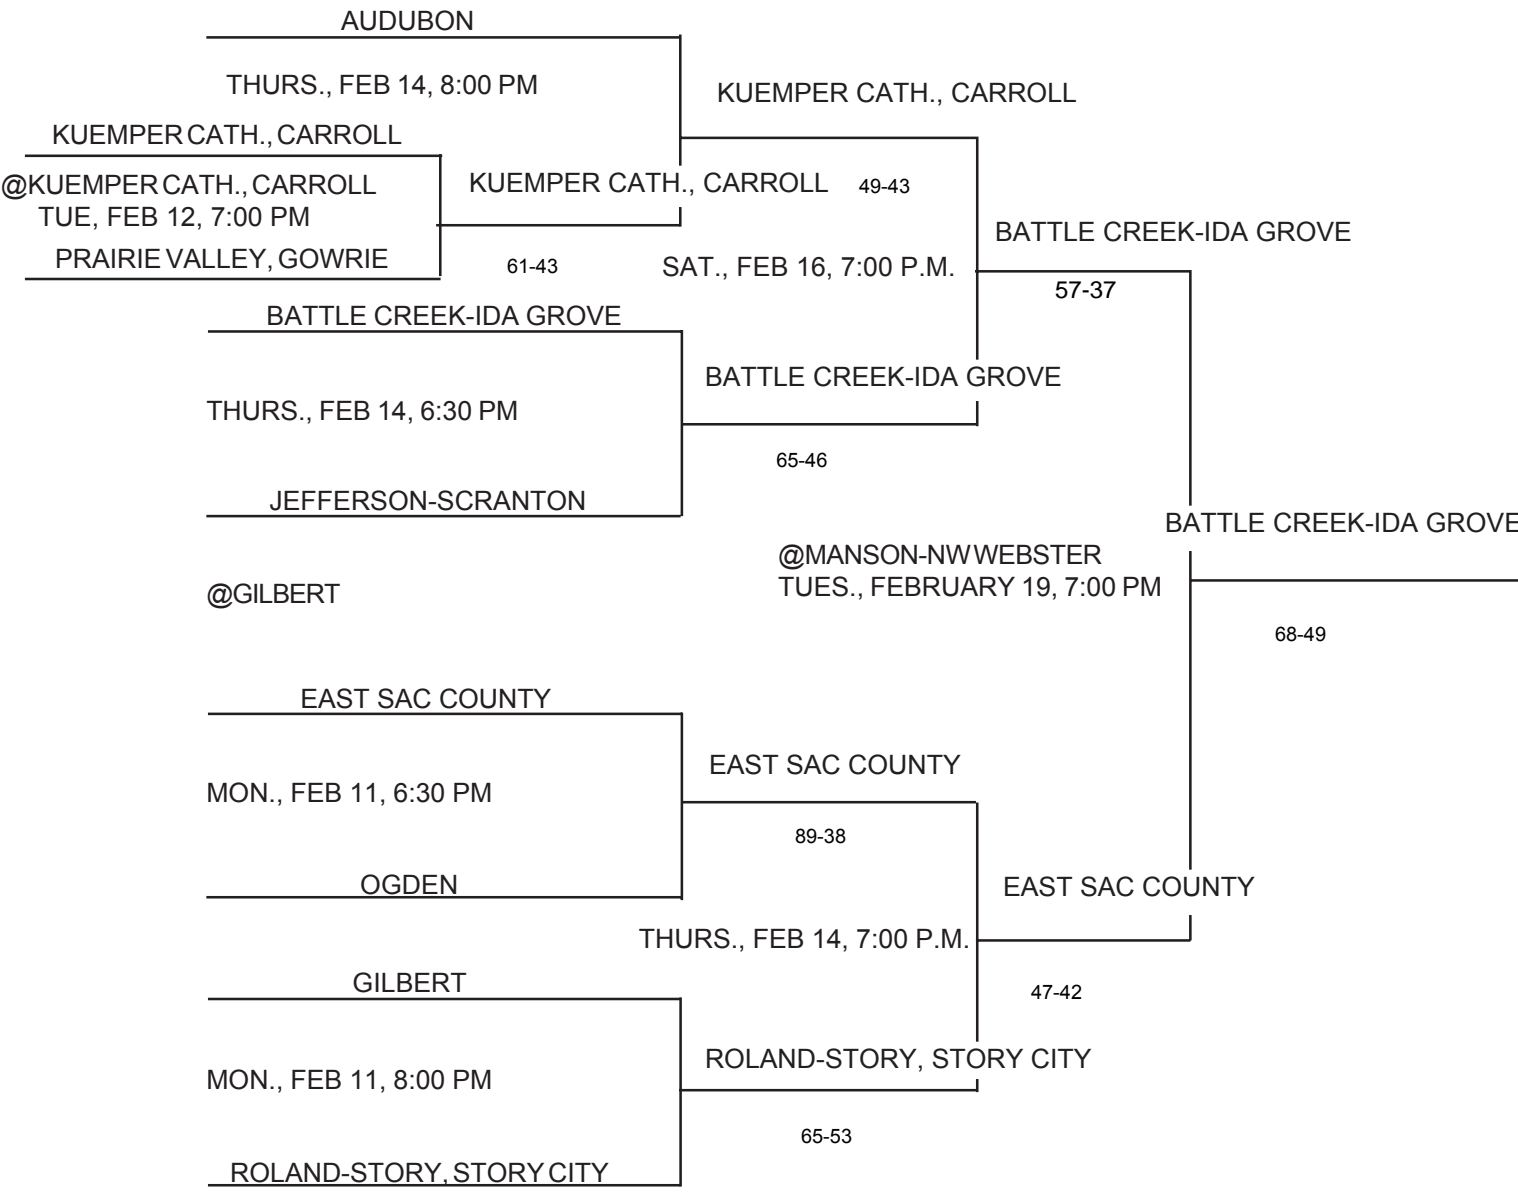 AUDUBON
THURS., FEB 14, 8:00 PM
KUEMPER CATH., CARROLL
KUEMPER CATH., CARROLL
@KUEMPER CATH., CARROLL
TUE, FEB 12, 7:00 PM
KUEMPER CATH., CARROLL
49-43
PRAIRIE VALLEY, GOWRIE
61-43
SAT., FEB 16, 7:00 P.M.
BATTLE CREEK-IDA GROVE
57-37
BATTLE CREEK-IDA GROVE
BATTLE CREEK-IDA GROVE
THURS., FEB 14, 6:30 PM
65-46
JEFFERSON-SCRANTON
BATTLE CREEK-IDA GROVE
@MANSON-NW WEBSTER
TUES., FEBRUARY 19, 7:00 PM
@GILBERT
68-49
EAST SAC COUNTY
EAST SAC COUNTY
MON., FEB 11, 6:30 PM
89-38
OGDEN
EAST SAC COUNTY
THURS., FEB 14, 7:00 P.M.
GILBERT
47-42
ROLAND-STORY, STORY CITY
MON., FEB 11, 8:00 PM
65-53
ROLAND-STORY, STORY CITY